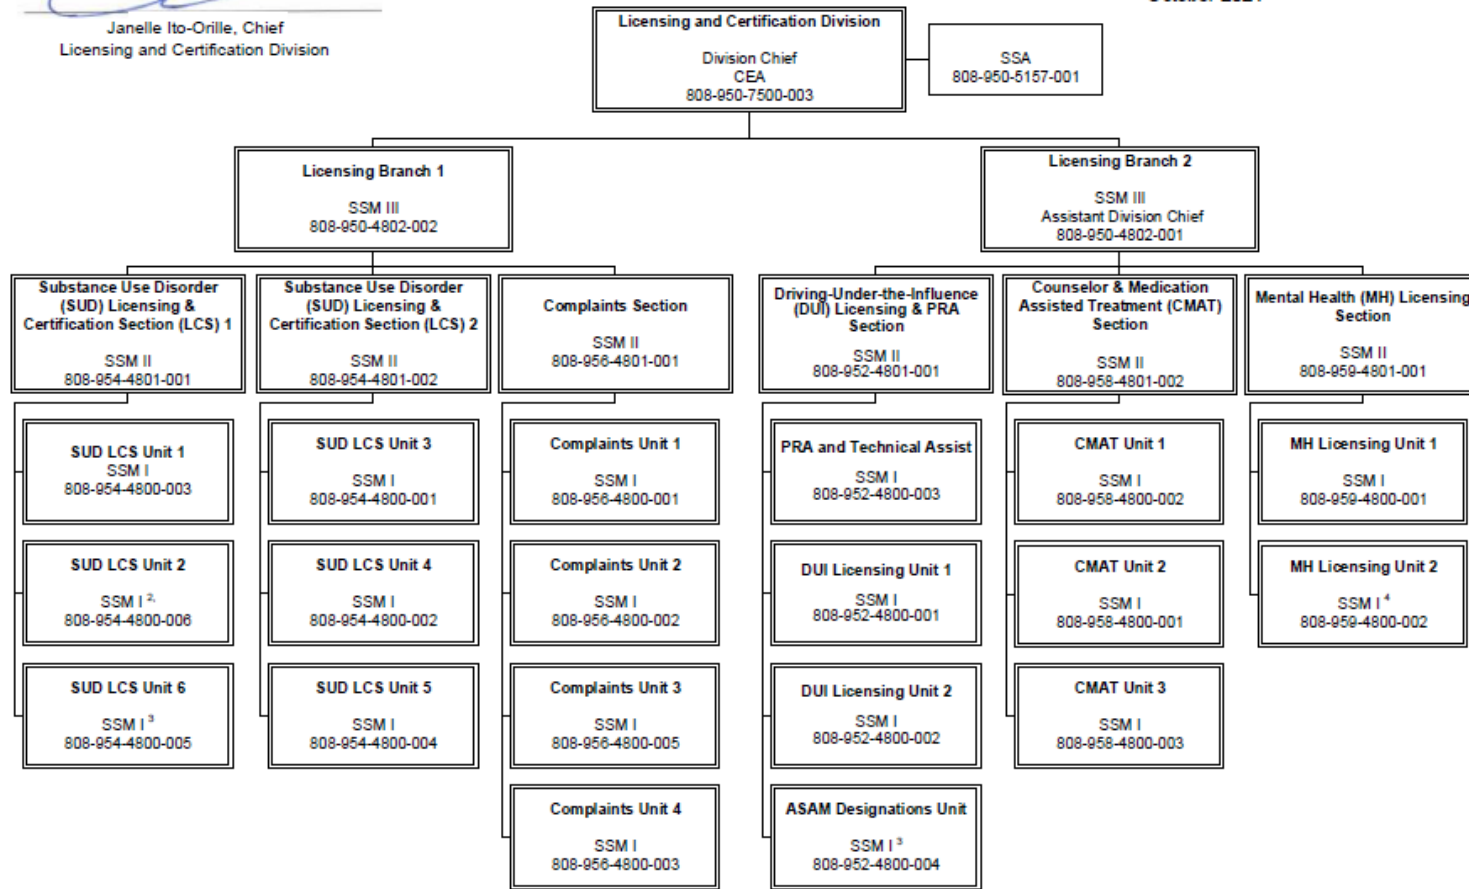 Janelle Ito-Orille, Chief
Licensing and Certification Division
Licensing and Certification Division
Division Chief
CEA
808-950-7500-003
SSA
808-950-5157-001
Licensing Branch 1
SSM III
808-950-4802-002
Licensing Branch 2
SSM III
Assistant Division Chief
808-950-4802-001
Substance Use Disorder
(SUD) Licensing &
Certification Section (LCS) 1
SSM II
808-954-4801-001
Substance Use Disorder
(SUD) Licensing &
Certification Section (LCS) 2
SSM II
808-954-4801-002
Complaints Section
SSM II
808-956-4801-001
Driving-Under-the-Influence
(DUI) Licensing & PRA
Section
SSM II
808-952-4801-001
Counselor & Medication
Assisted Treatment (CMAT)
Section
SSM II
808-958-4801-002
Mental Health (MH) Licensing
Section
SSM II
808-959-4801-001
SUD LCS Unit 1
SSM I
808-954-4800-003
SUD LCS Unit 3
SSM I
808-954-4800-001
Complaints Unit 1
SSM I
808-956-4800-001
PRA and Technical Assist
SSM I
808-952-4800-003
CMAT Unit 1
SSM I
808-958-4800-002
MH Licensing Unit 1
SSM I
808-959-4800-001
SUD LCS Unit 2
SSM I 2,
808-954-4800-006
SUD LCS Unit 4
SSM I
808-954-4800-002
Complaints Unit 2
SSM I
808-956-4800-002
DUI Licensing Unit 1
SSM I
808-952-4800-001
CMAT Unit 2
SSM I
808-958-4800-001
MH Licensing Unit 2
SSM I 4
808-959-4800-002
SUD LCS Unit 6
SSM I 3
808-954-4800-005
SUD LCS Unit 5
SSM I
808-954-4800-004
Complaints Unit 3
SSM I
808-956-4800-005
DUI Licensing Unit 2
SSM I
808-952-4800-002
CMAT Unit 3
SSM I
808-958-4800-003
Complaints Unit 4
SSM I
808-956-4800-003
ASAM Designations Unit
SSM I 3
808-952-4800-004